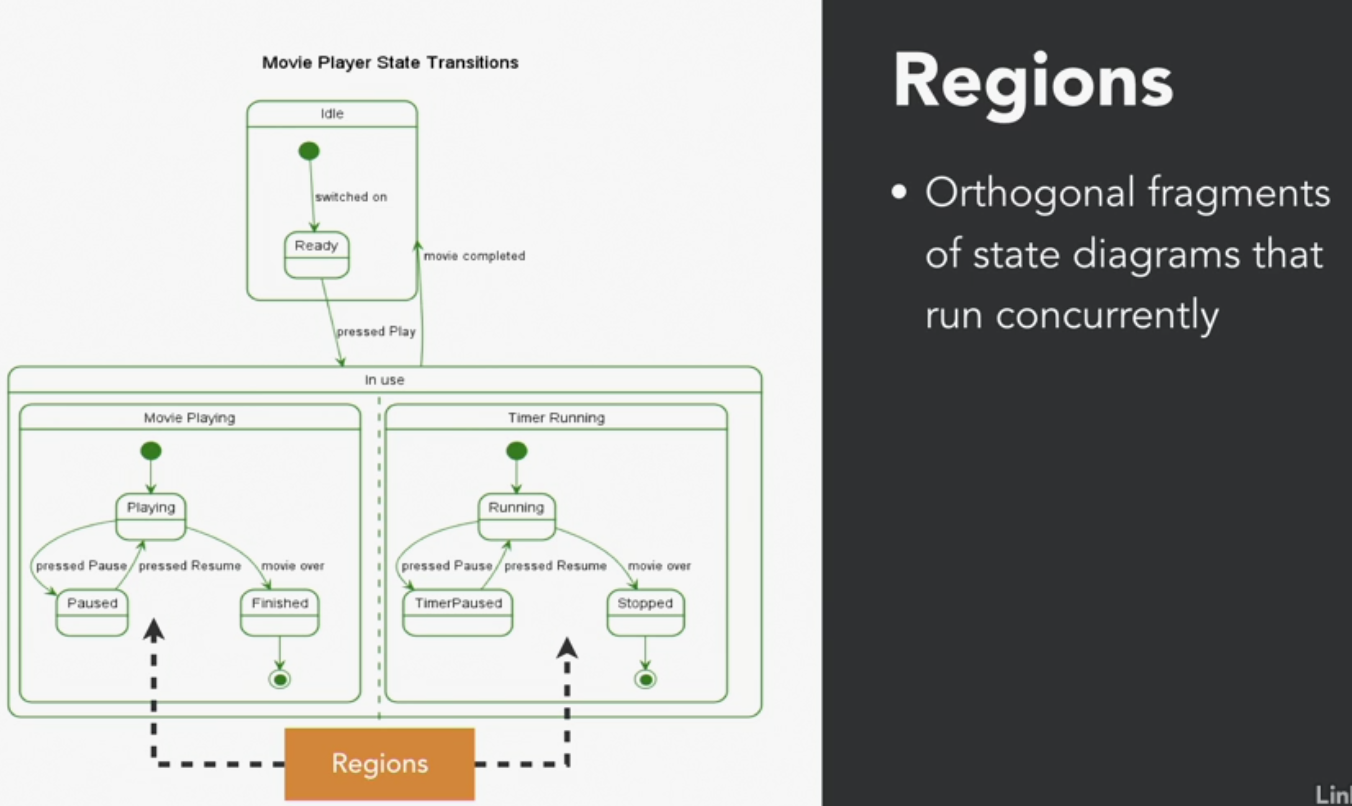 Movie Player State Transitions
Idle
switched on
Ready
movie completed
pressed Play
In use
Movie Playing
Playing
pressed Pause
pressed Resume
movie over
Paused
Finished
Timer Running
Running
pressed Pause
pressed Resume
movie over
TimerPaused
Stopped
Regions
Regions
• Orthogonal fragments
of state diagrams that
run concurrently